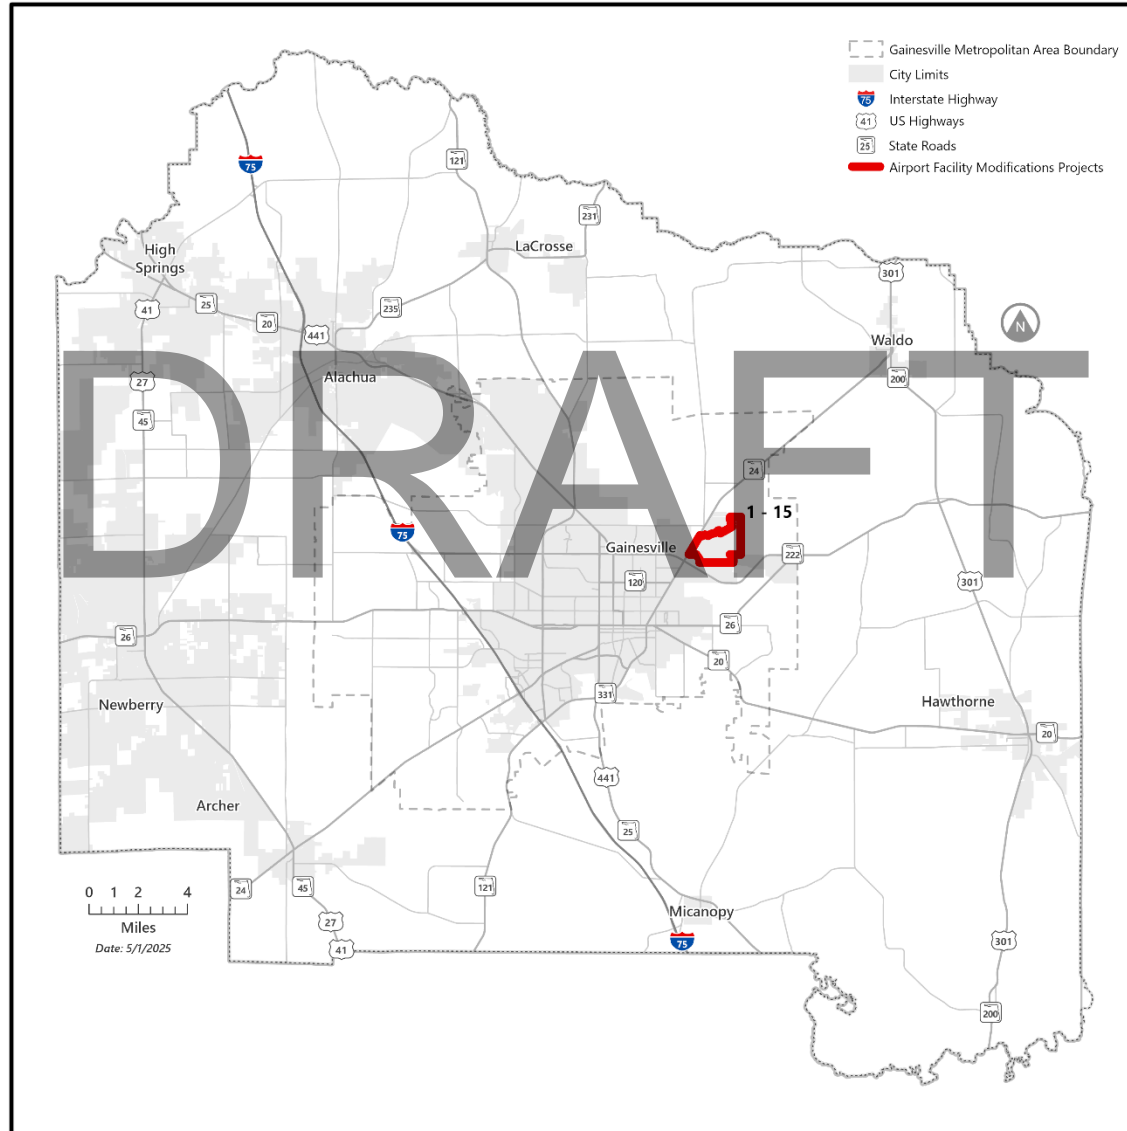 Gainesville Metropolitan Area Boundary
City Limits
75
Interstate Highway
41
US Highways
25
State Roads
Airport Facility Modifications Projects
75
121
231
LaCrosse
High
Springs
301
41
25
20
235
441
N
Waldo
27
Alachua
200
45
DRAFT
24
1 - 15
75
Gainesville
222
120
26
26
20
331
Newberry
Hawthorne
20
441
Archer
25
0 1 2 4
Miles
Date: 5/1/2025
24
45
121
27
41
Micanopy
75
301
301
200